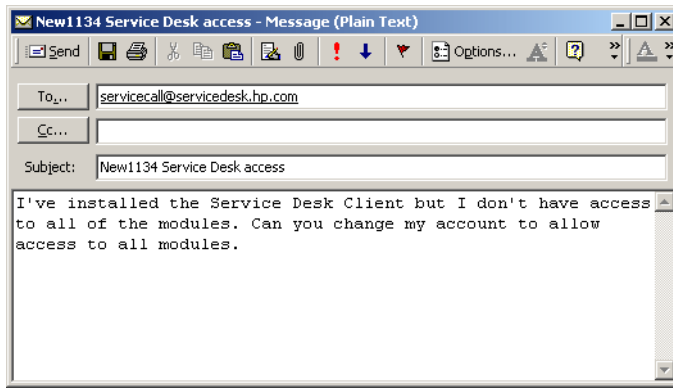 New1134 Service Desk access - Message (Plain Text)
Send Options... A A
To... servicecall@servicedesk.hp.com
Cc...
Subject: New1134 Service Desk access
I've installed the Service Desk Client but I don't have access
to all of the modules. Can you change my account to allow
access to all modules.